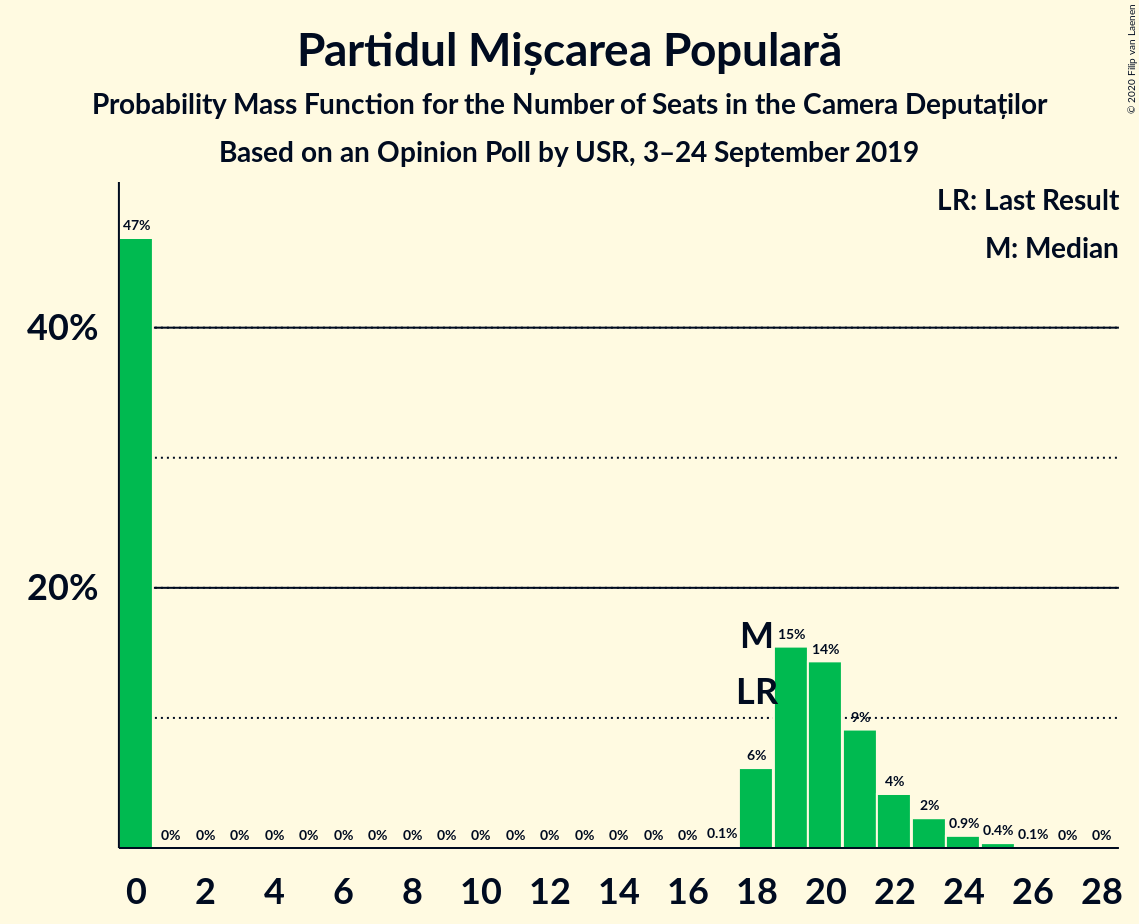 Partidul Mișcarea Populară
Probability Mass Function for the Number of Seats in the Camera Deputaților
Based on an Opinion Poll by USR, 3–24 September 2019
© 2020 Filip van Laenen
LR: Last Result
M: Median
47%
40%
20%
M
LR
0% 0% 0% 0% 0% 0% 0% 0% 0% 0% 0% 0% 0% 0% 0% 0% 0.1% 6% 15% 14% 9% 4% 2% 0.9% 0.4% 0.1% 0% 0%
0 2 4 6 8 10 12 14 16 18 20 22 24 26 28